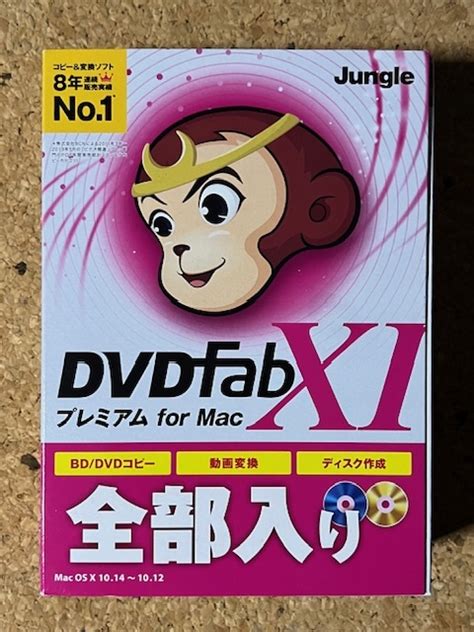 コピー&変換ソフト
8年連続販売実績
No.1
Jungle
DVDFab XI
プレミアム for Mac
BD/DVDコピー
動画変換
ディスク作成
全部入り
Mac OS X 10.14～10.12